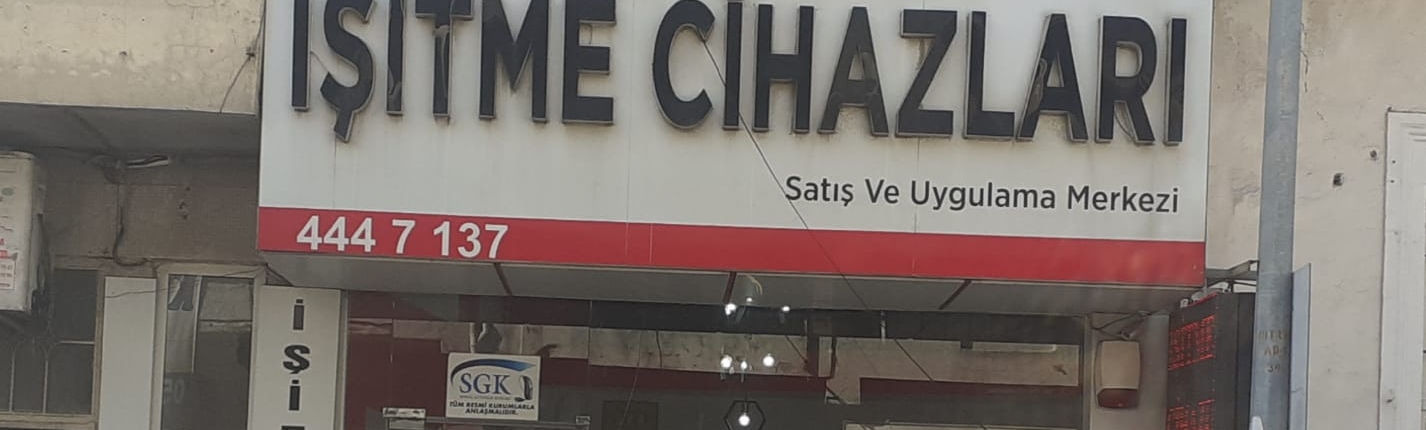 İŞİTME CİHAZLARI
Satış Ve Uygulama Merkezi
444 7 137
İ
Ş
İ
SGK
TÜM RESMİ KURUMLARLA
ANLAŞMALIDIR.